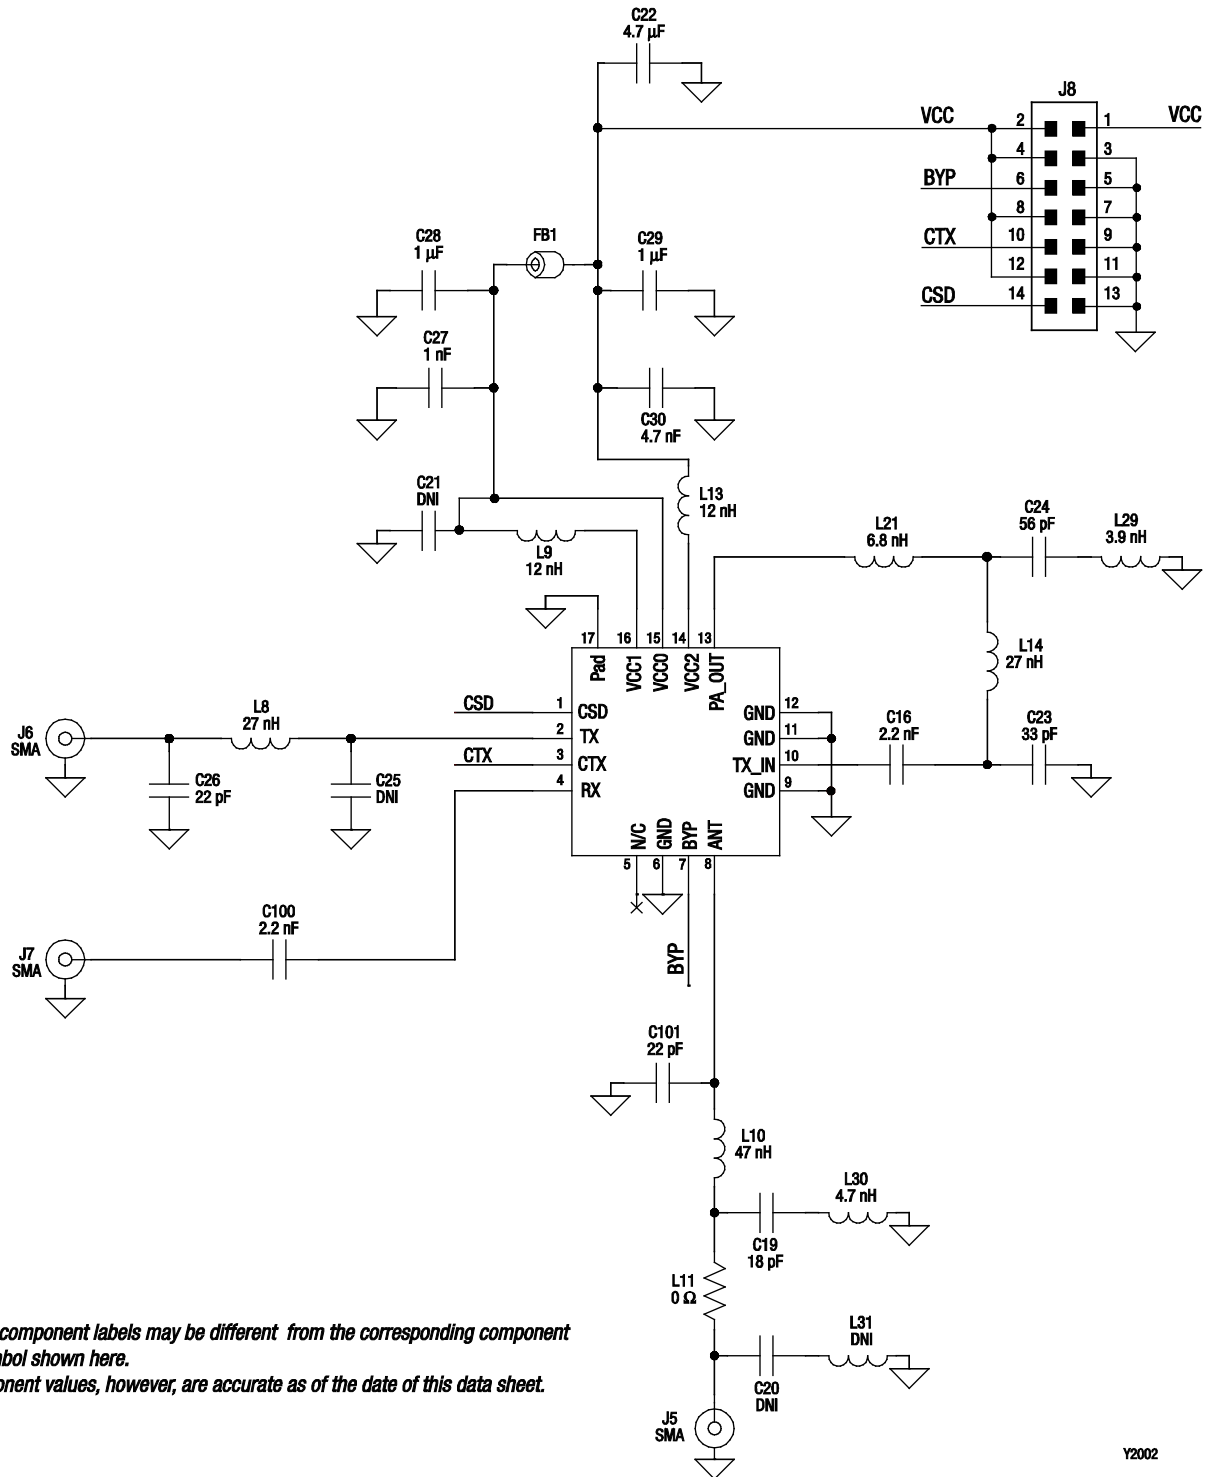 C22
4.7 µF
J8
VCC
2
1
VCC
4
3
BYP
6
5
8
7
CTX
10
9
12
11
CSD
14
13
C28
1 µF
FB1
C29
1 µF
C27
1 nF
C30
4.7 nF
C21
DNI
L13
12 nH
L9
12 nH
L21
6.8 nH
C24
56 pF
L29
3.9 nH
17
16
15
14
13
Pad
VCC1
VCC0
VCC2
PA_OUT
L14
27 nH
J6
SMA
L8
27 nH
CSD
1
CSD
2
TX
CTX
3
CTX
4
RX
GND
12
GND
11
TX_IN
10
GND
9
C16
2.2 nF
C23
33 pF
C26
22 pF
C25
DNI
N/C
GND
BYP
ANT
5
6
7
8
J7
SMA
C100
2.2 nF
BYP
C101
22 pF
L10
47 nH
L30
4.7 nH
C19
18 pF
L11
0 Ω
L31
DNI
C20
DNI
J5
SMA
component labels may be different from the corresponding component
bol shown here.
onent values, however, are accurate as of the date of this data sheet.
Y2002